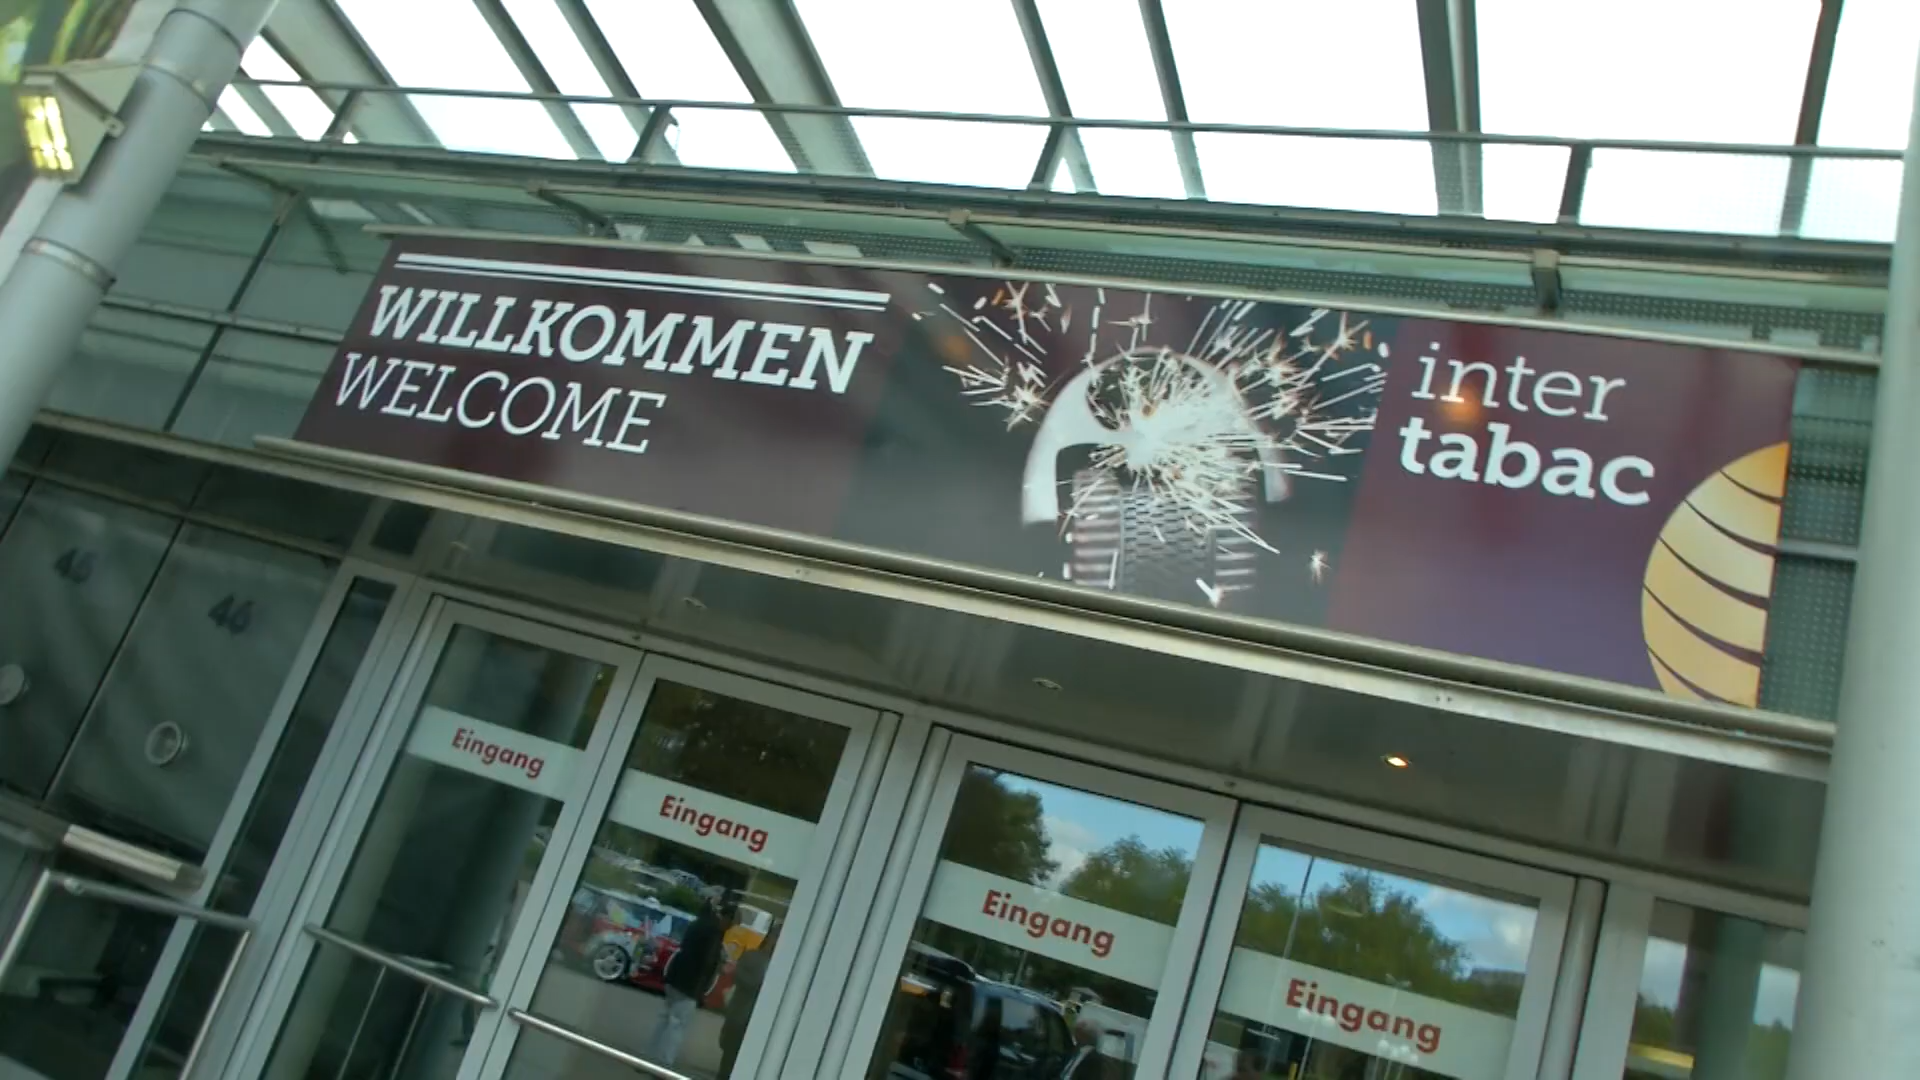 WILLKOMMEN
WELCOME
inter
tabac
46
46
Eingang
Eingang
Eingang
Eingang